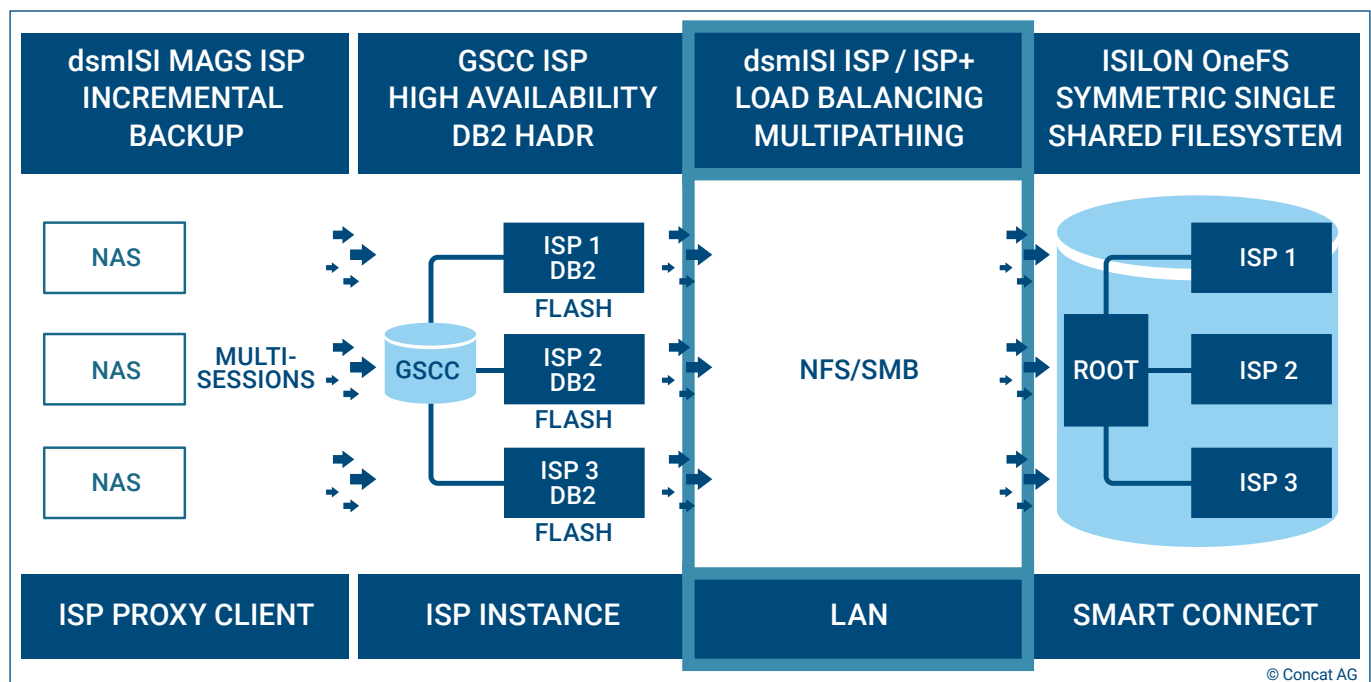 dsmISI MAGS ISP
INCREMENTAL
BACKUP
GSCC ISP
HIGH AVAILABILITY
DB2 HADR
dsmISI ISP / ISP+
LOAD BALANCING
MULTIPATHING
ISILON OneFS
SYMMETRIC SINGLE
SHARED FILESYSTEM
NAS
NAS
NAS
MULTI-
SESSIONS
GSCC
ISP 1
DB2
FLASH
ISP 2
DB2
FLASH
ISP 3
DB2
FLASH
NFS/SMB
ROOT
ISP 1
ISP 2
ISP 3
ISP PROXY CLIENT
ISP INSTANCE
LAN
SMART CONNECT
© Concat AG